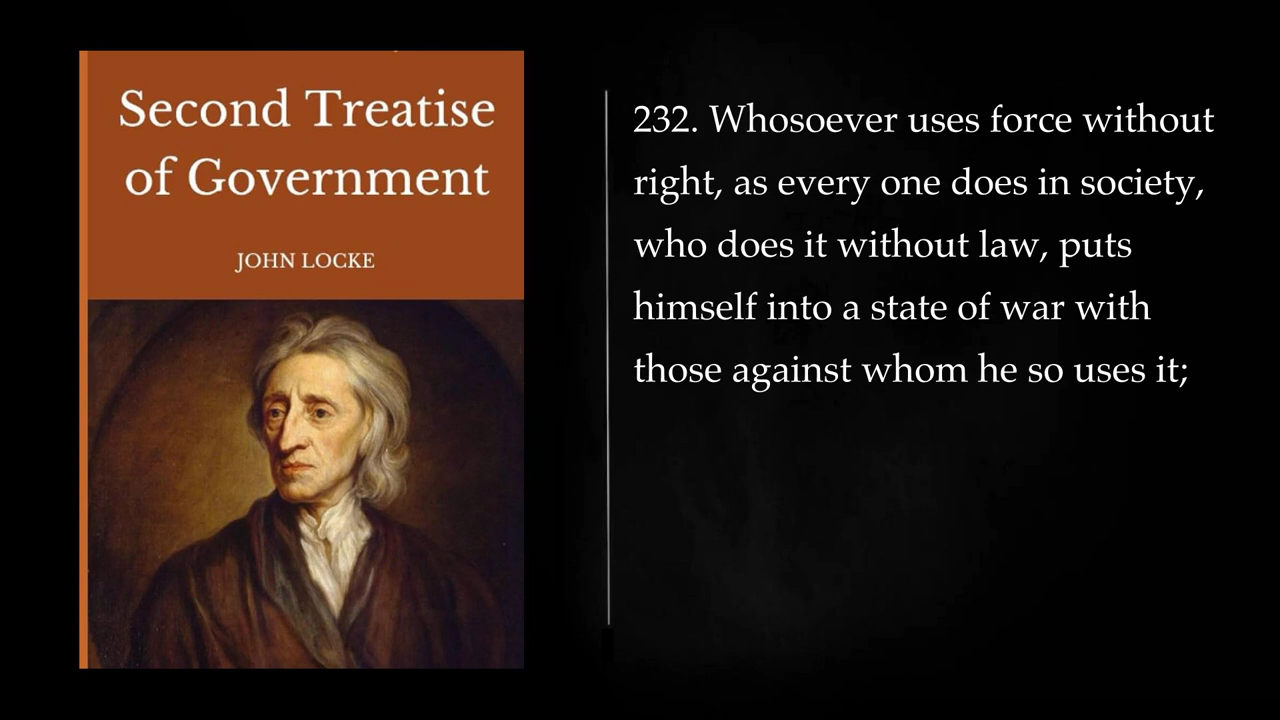 Second Treatise
of Government
JOHN LOCKE
232. Whosoever uses force without
right, as every one does in society,
who does it without law, puts
himself into a state of war with
those against whom he so uses it;